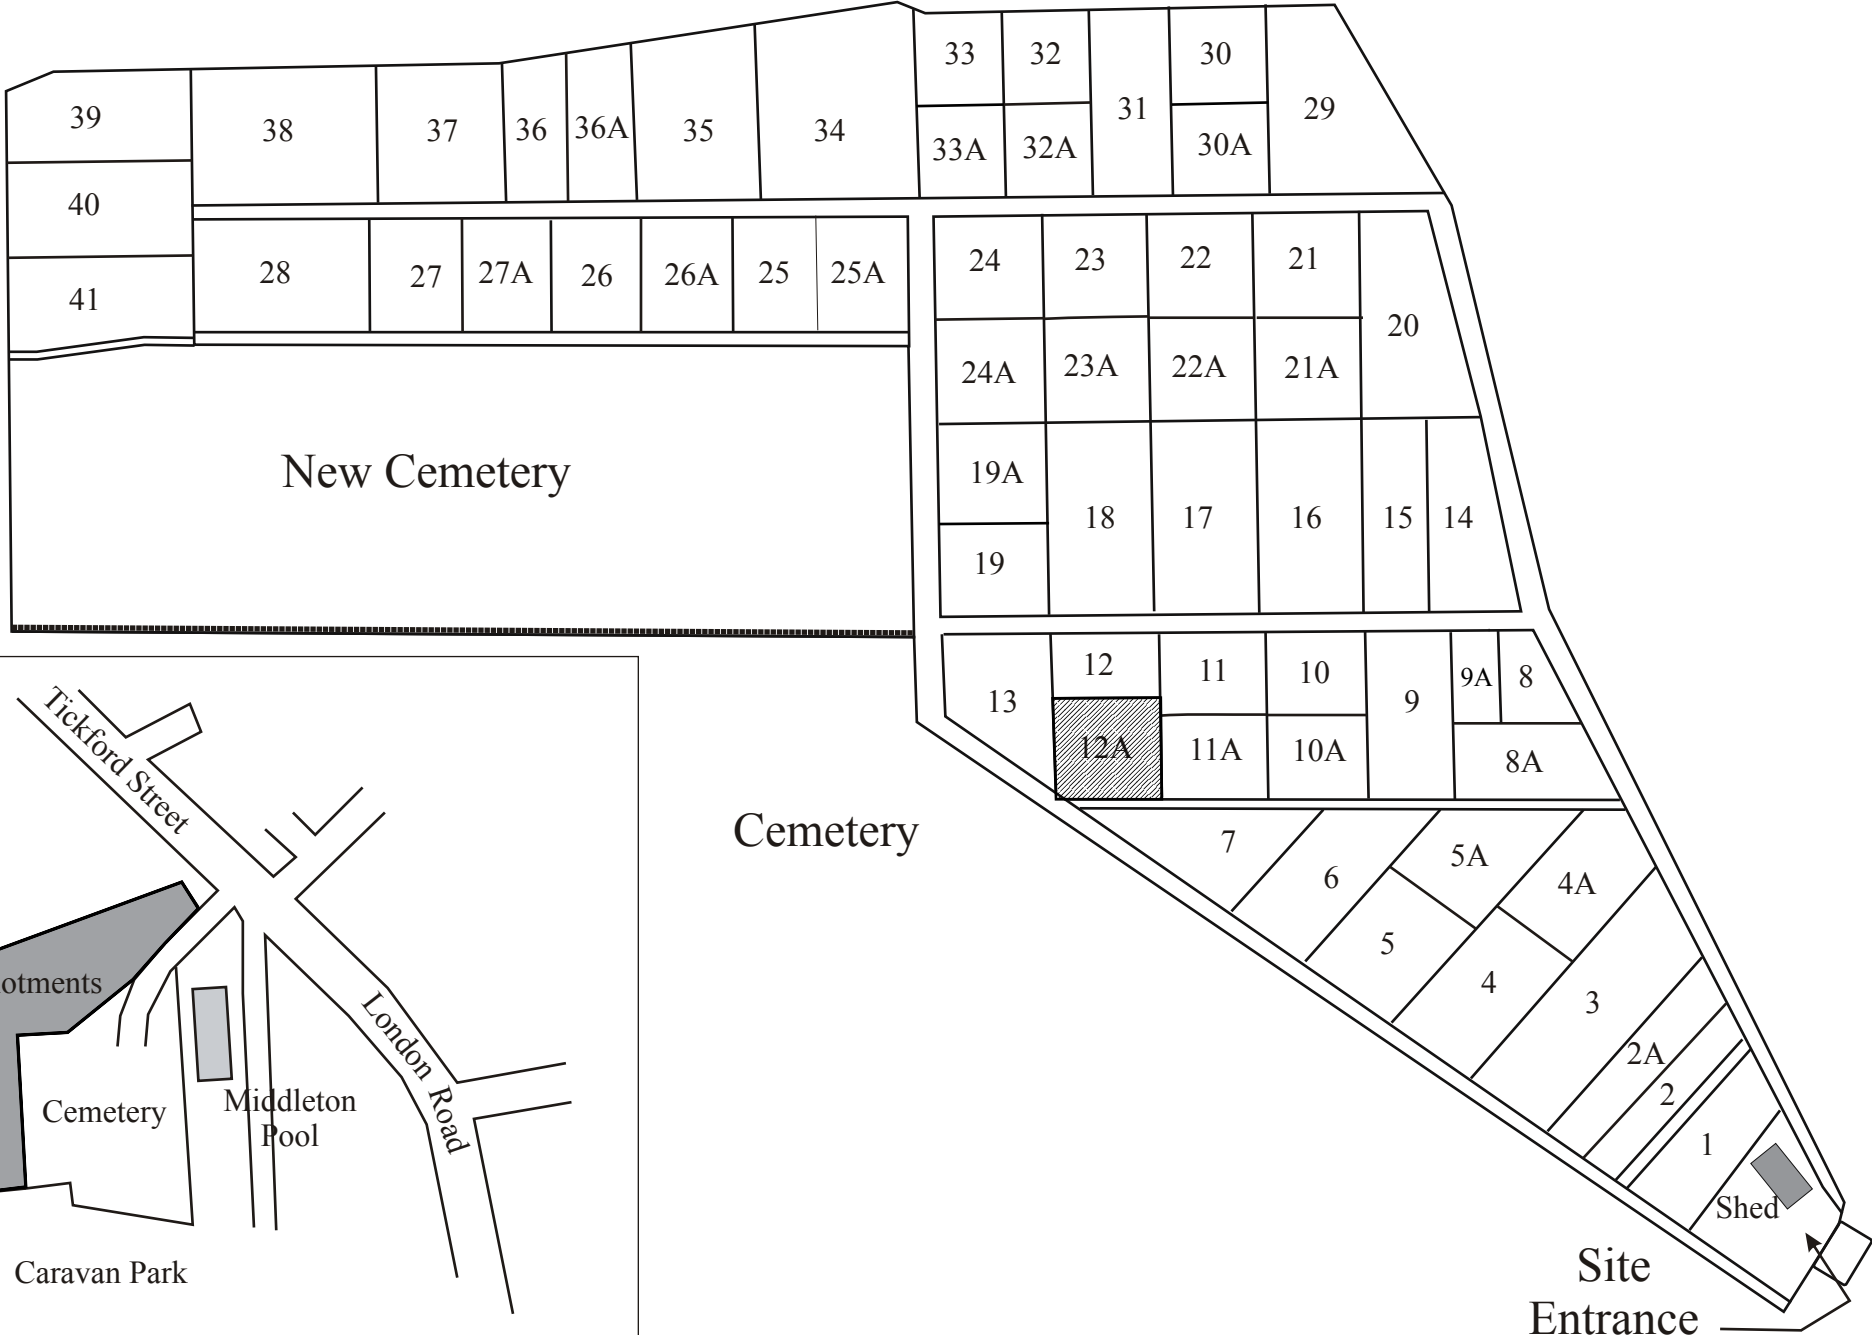 33
32
30
31
29
39
38
37
36
36A
35
34
33A
32A
30A
40
41
28
27
27A
26
26A
25
25A
24
23
22
21
20
24A
23A
22A
21A
New Cemetery
19A
18
17
16
15
14
19
13
12
11
10
9
9A
8
12A
11A
10A
8A
Cemetery
7
6
5A
4A
5
4
3
2A
2
1
Shed
Site
Entrance
Tickford Street
otments
London Road
Cemetery
Middleton
Pool
Caravan Park